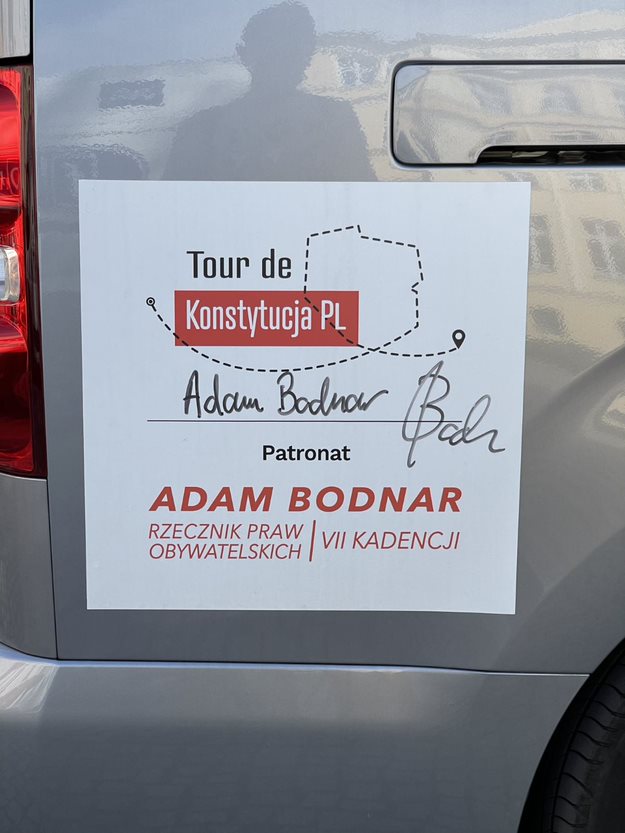 Tour de
Konstytucja PL
Adam Bodnar
Patronat
ADAM BODNAR
RZECZNIK PRAW
OBYWATELSKICH
VII KADENCJI